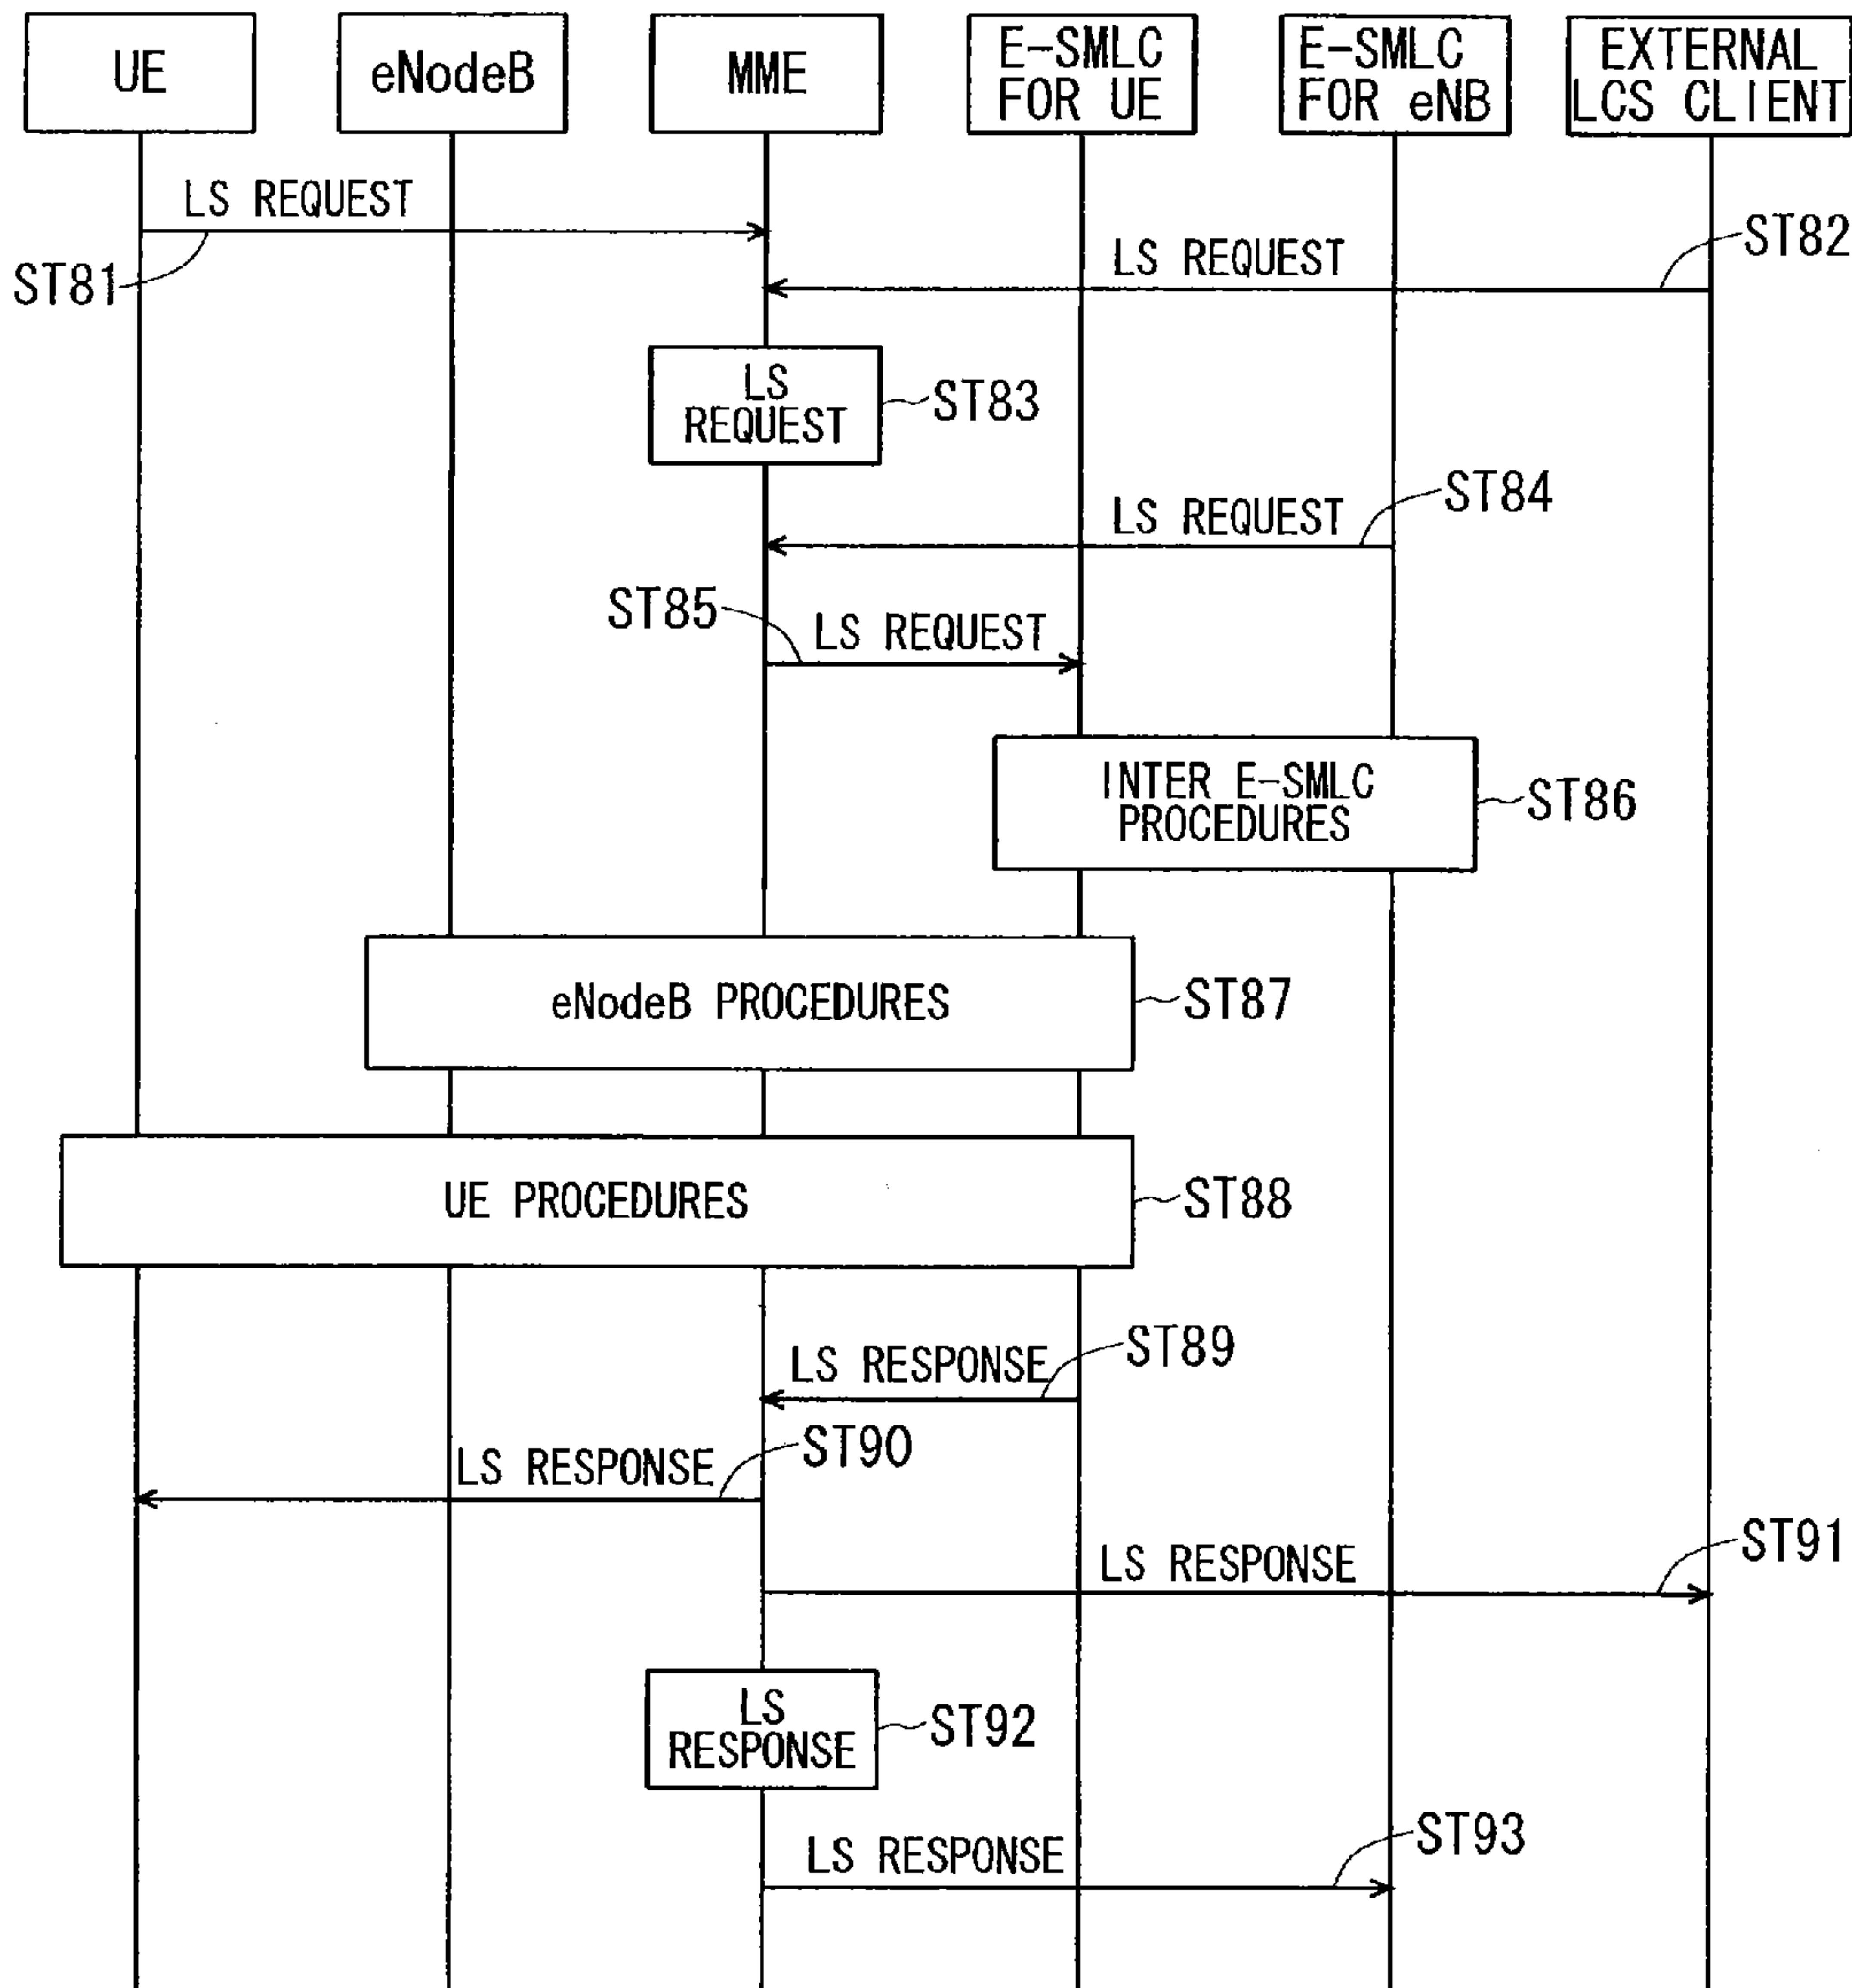 UE
eNodeB
MME
E-SMLC
FOR UE
E-SMLC
FOR eNB
EXTERNAL
LCS CLIENT
LS REQUEST
ST81
LS REQUEST
ST82
LS
REQUEST
ST83
LS REQUEST
ST84
ST85
LS REQUEST
INTER E-SMLC
PROCEDURES
ST86
eNodeB PROCEDURES
ST87
UE PROCEDURES
ST88
LS RESPONSE
ST89
LS RESPONSE
ST90
LS RESPONSE
ST91
LS
RESPONSE
ST92
LS RESPONSE
ST93